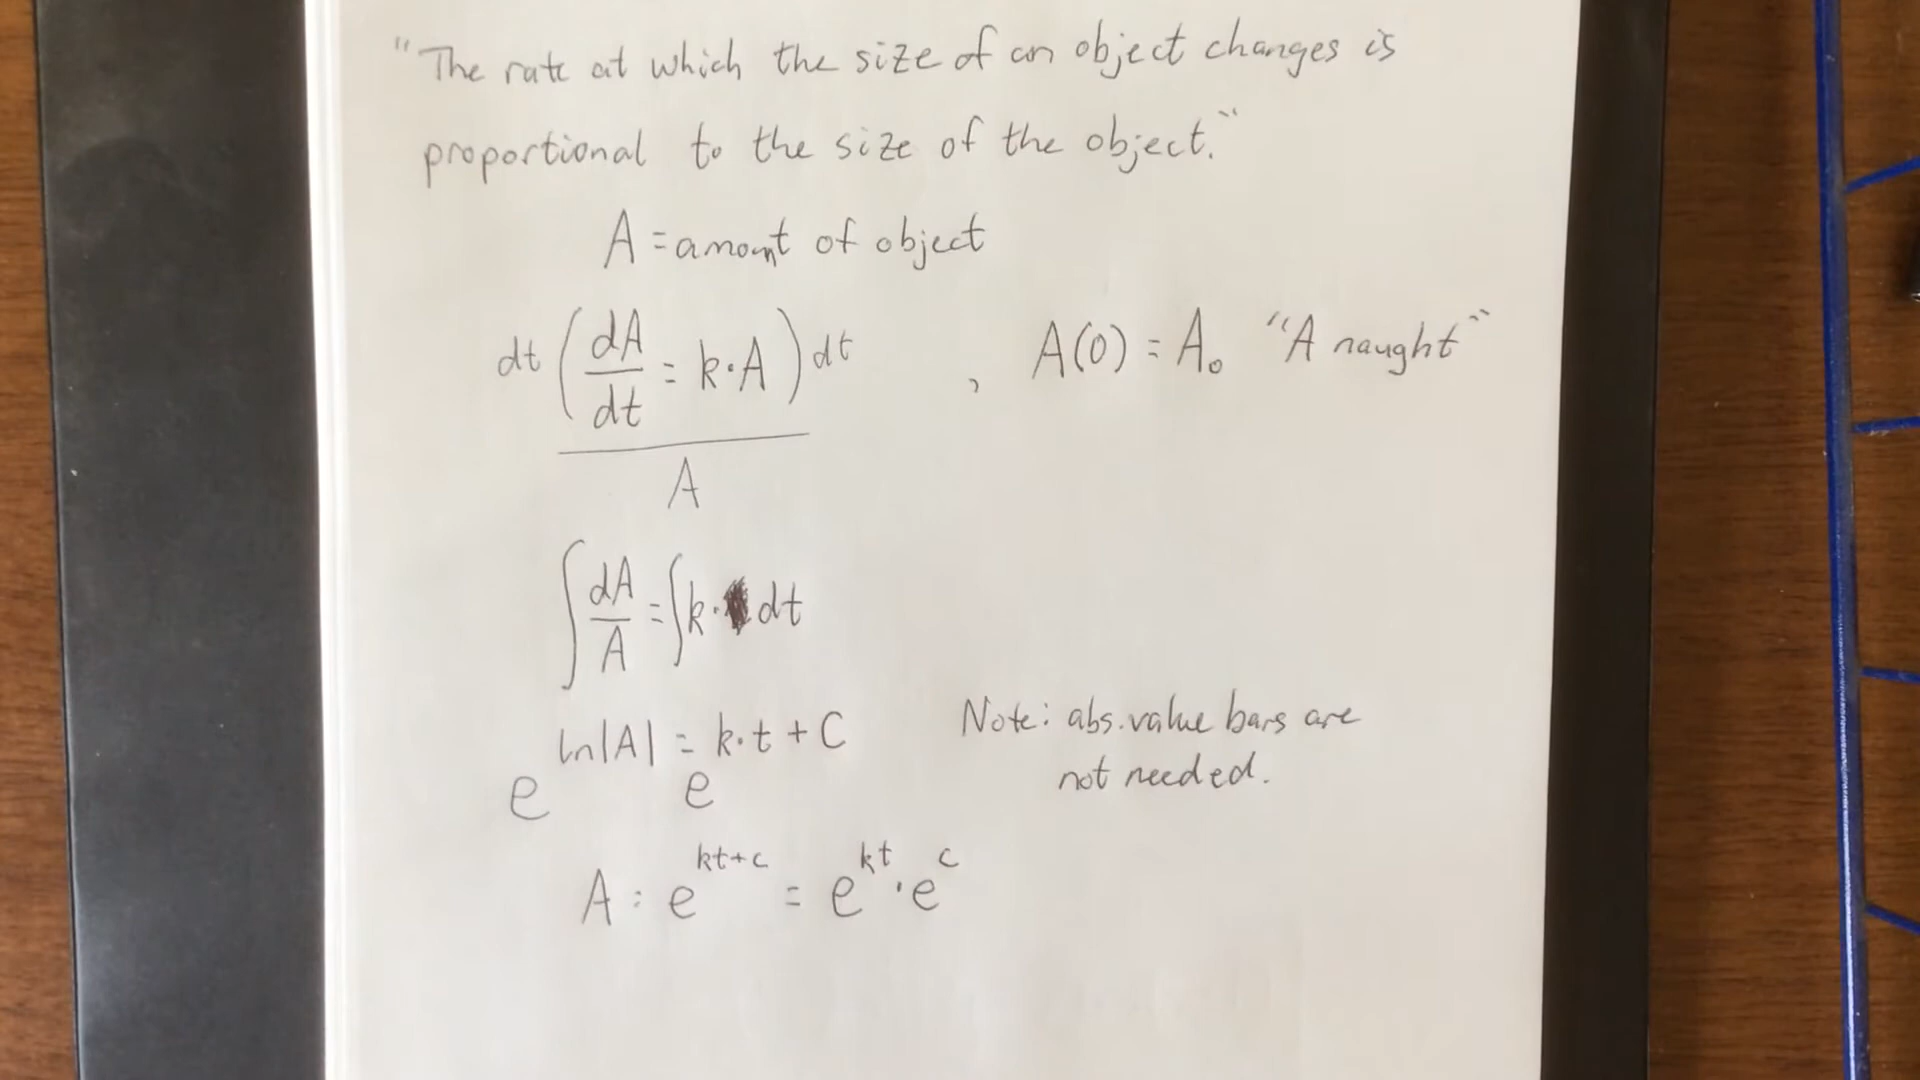 "The rate at which the size of an object changes is
proportional to the size of the object."
A = amount of object
dt ( dA/dt = k·A ) dt , A(0) = A₀ "A naught"
A
∫ dA/A = ∫ k· dt
ln|A| = k·t + C Note: abs. value bars are
e e not needed.
A = e^(kt+c) = e^(kt) · e^c